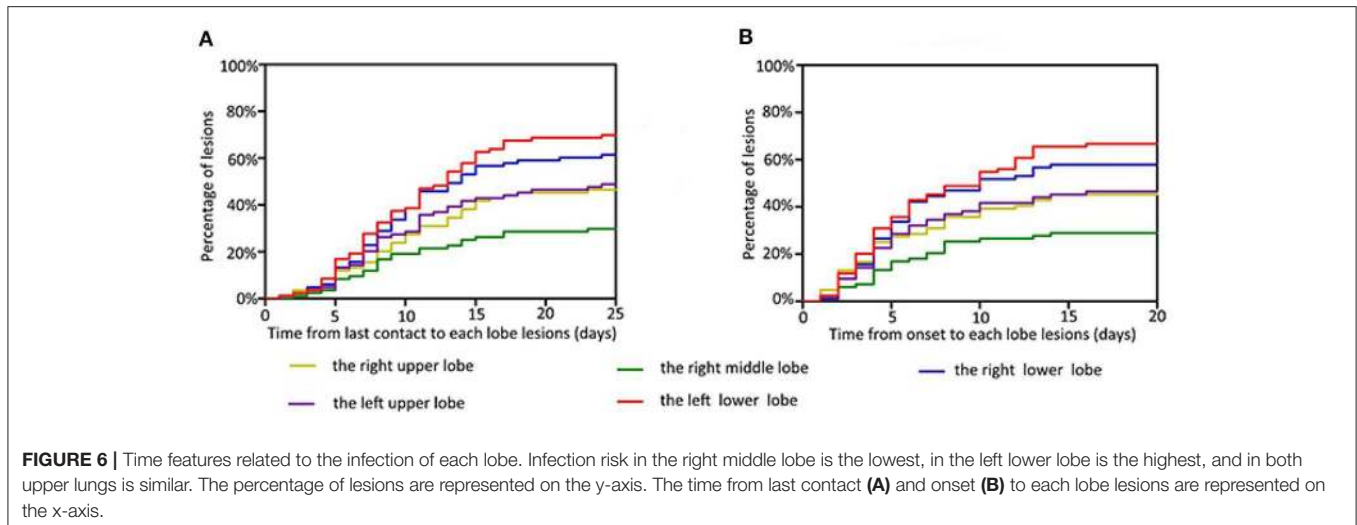 A
B
100%
80%
60%
40%
20%
0%
Percentage of lesions
0 5 10 15 20 25
Time from last contact to each lobe lesions (days)
100%
80%
60%
40%
20%
0%
Percentage of lesions
0 5 10 15 20
Time from onset to each lobe lesions (days)
the right upper lobe
the right middle lobe
the right lower lobe
the left upper lobe
the left lower lobe
FIGURE 6 | Time features related to the infection of each lobe. Infection risk in the right middle lobe is the lowest, in the left lower lobe is the highest, and in both
upper lungs is similar. The percentage of lesions are represented on the y-axis. The time from last contact (A) and onset (B) to each lobe lesions are represented on
the x-axis.